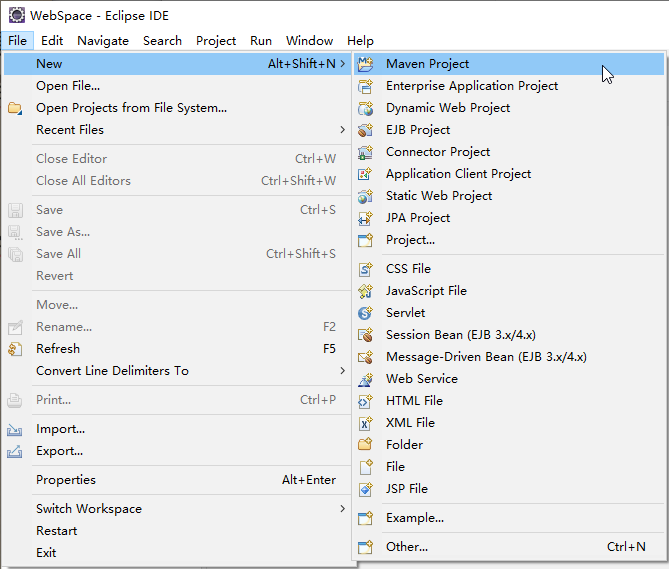 WebSpace - Eclipse IDE
File Edit Navigate Search Project Run Window Help
New Alt+Shift+N >
Open File...
Open Projects from File System...
Recent Files >
Close Editor Ctrl+W
Close All Editors Ctrl+Shift+W
Save Ctrl+S
Save As...
Save All Ctrl+Shift+S
Revert
Move...
Rename... F2
Refresh F5
Convert Line Delimiters To >
Print... Ctrl+P
Import...
Export...
Properties Alt+Enter
Switch Workspace >
Restart
Exit
Maven Project
Enterprise Application Project
Dynamic Web Project
EJB Project
Connector Project
Application Client Project
Static Web Project
JPA Project
Project...
CSS File
JavaScript File
Servlet
Session Bean (EJB 3.x/4.x)
Message-Driven Bean (EJB 3.x/4.x)
Web Service
HTML File
XML File
Folder
File
JSP File
Example...
Other... Ctrl+N